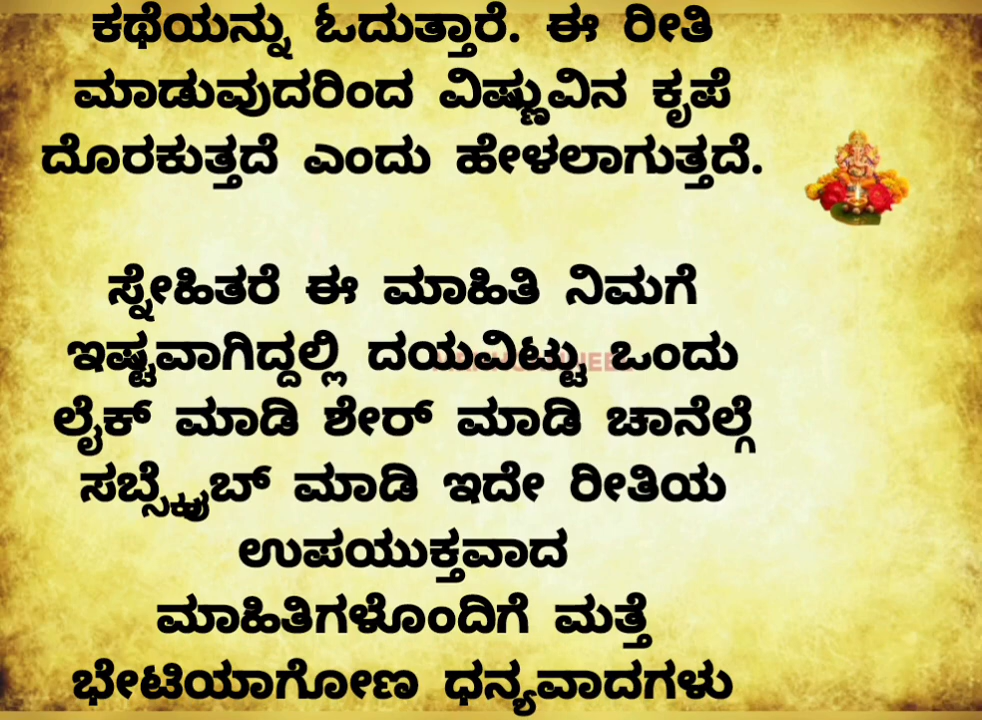 ಕಥೆಯನ್ನು ಓದುತ್ತಾರೆ. ಈ ರೀತಿ
ಮಾಡುವುದರಿಂದ ವಿಷ್ಣುವಿನ ಕೃಪೆ
ದೊರಕುತ್ತದೆ ಎಂದು ಹೇಳಲಾಗುತ್ತದೆ.
ಸ್ನೇಹಿತರೆ ಈ ಮಾಹಿತಿ ನಿಮಗೆ
ಇಷ್ಟವಾಗಿದ್ದಲ್ಲಿ ದಯವಿಟ್ಟು ಒಂದು
ಲೈಕ್ ಮಾಡಿ ಶೇರ್ ಮಾಡಿ ಚಾನೆಲ್ಗೆ
ಸಬ್ಸ್ಕ್ರೈಬ್ ಮಾಡಿ ಇದೇ ರೀತಿಯ
ಉಪಯುಕ್ತವಾದ
ಮಾಹಿತಿಗಳೊಂದಿಗೆ ಮತ್ತೆ
ಭೇಟಿಯಾಗೋಣ ಧನ್ಯವಾದಗಳು